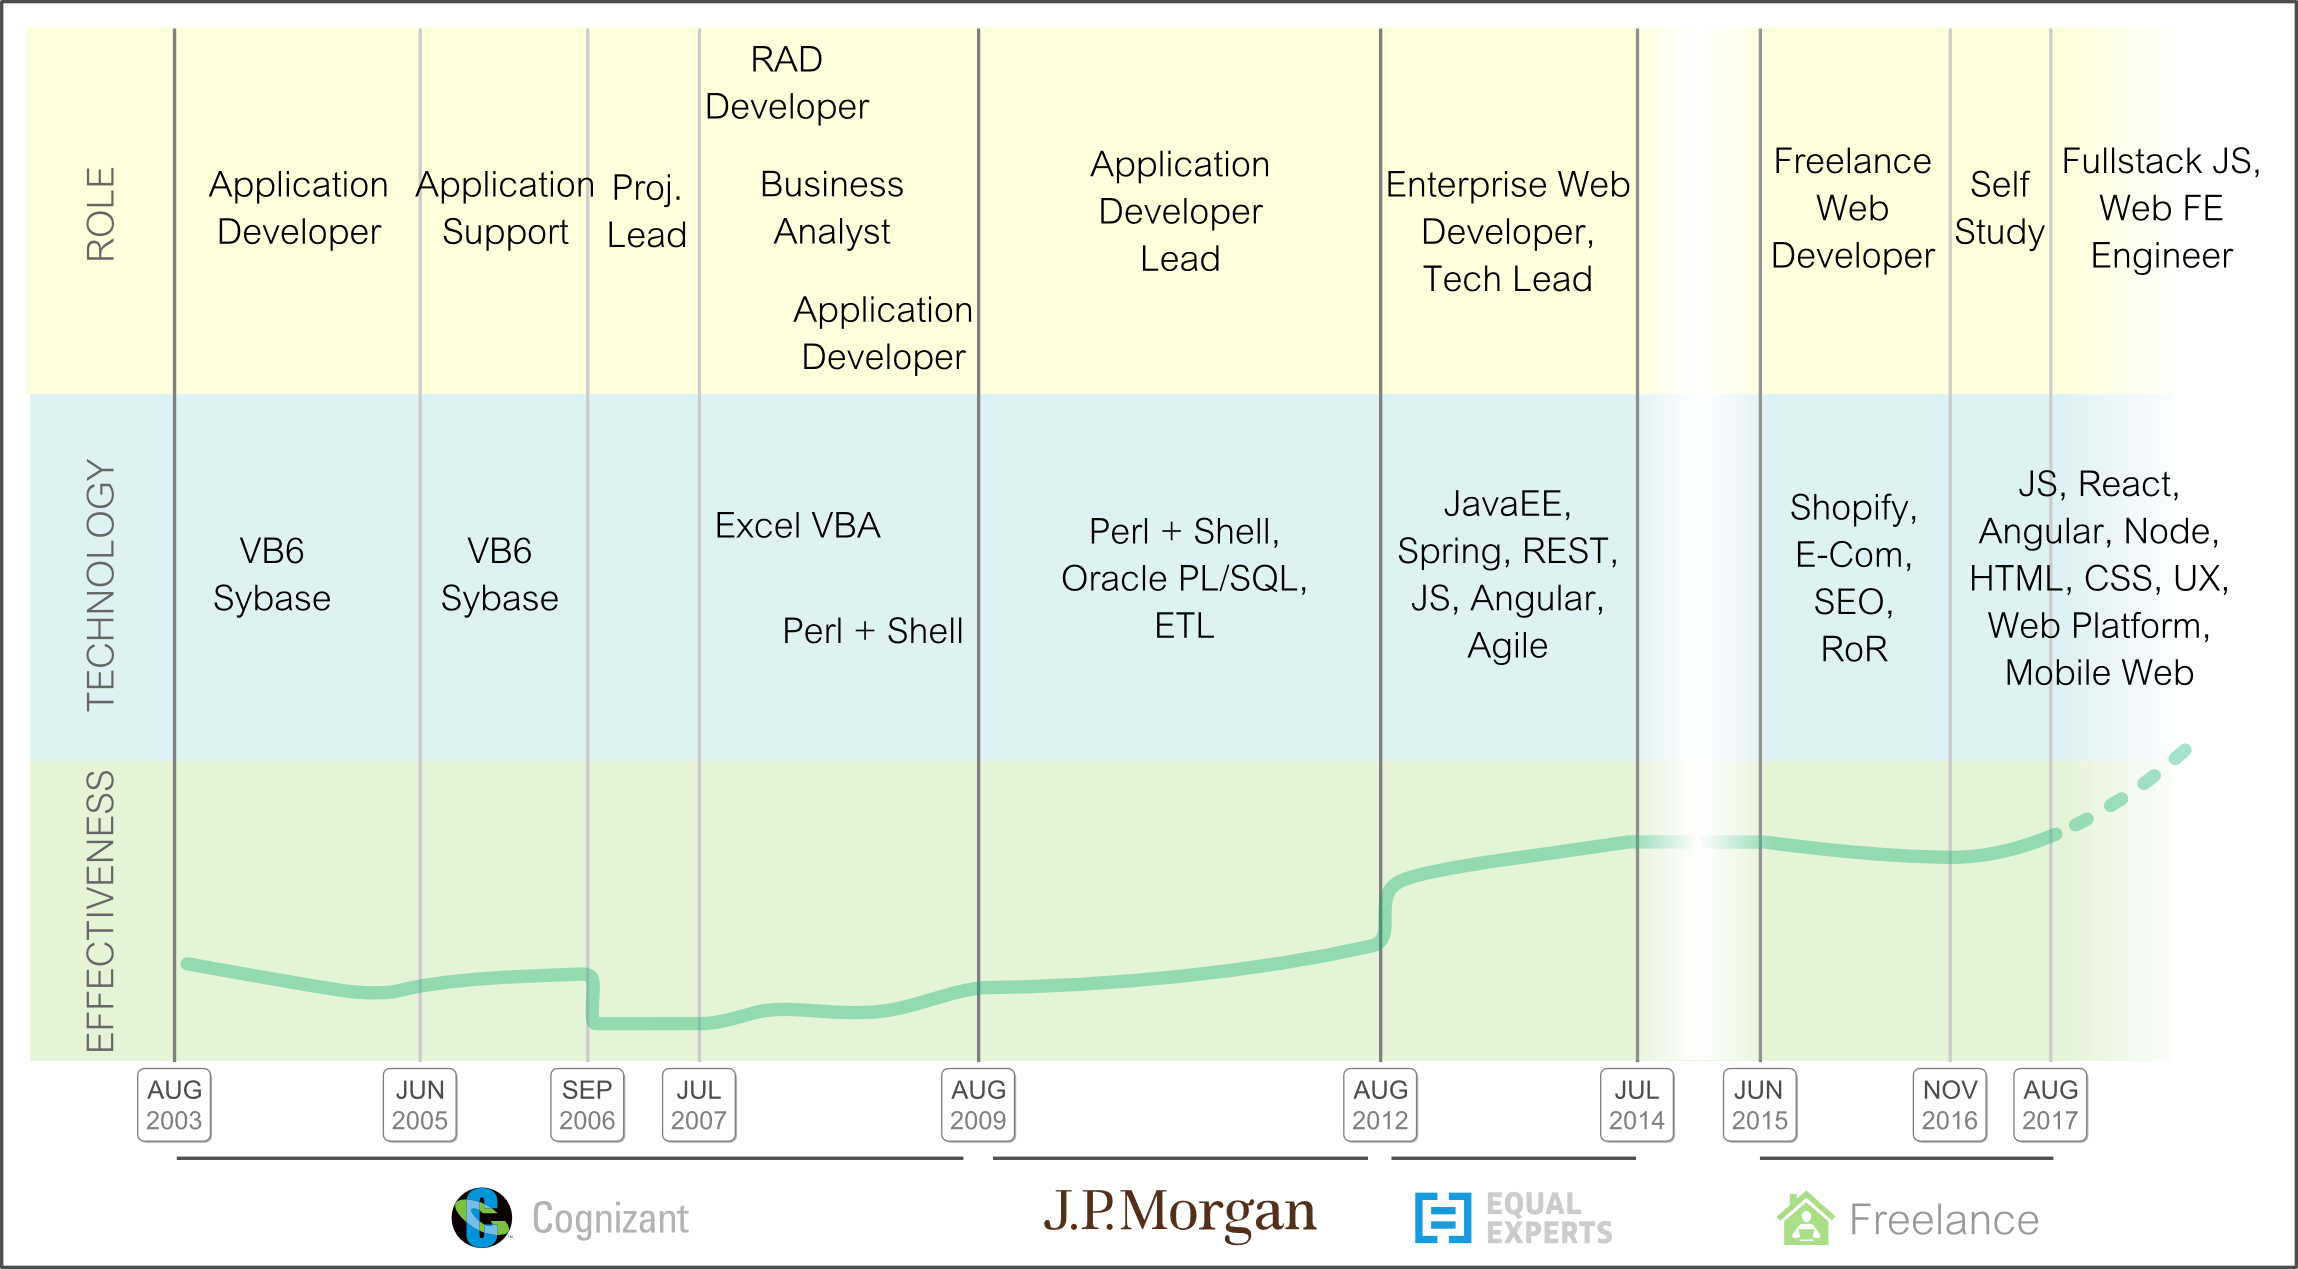 ROLE
Application
Developer
Application
Support
Proj.
Lead
RAD
Developer
Business
Analyst
Application
Developer
Application
Developer
Lead
Enterprise Web
Developer,
Tech Lead
Freelance
Web
Developer
Self
Study
Fullstack JS,
Web FE
Engineer
TECHNOLOGY
VB6
Sybase
VB6
Sybase
Excel VBA
Perl + Shell
Perl + Shell,
Oracle PL/SQL,
ETL
JavaEE,
Spring, REST,
JS, Angular,
Agile
Shopify,
E-Com,
SEO,
RoR
JS, React,
Angular, Node,
HTML, CSS, UX,
Web Platform,
Mobile Web
EFFECTIVENESS
AUG
2003
JUN
2005
SEP
2006
JUL
2007
AUG
2009
AUG
2012
JUL
2014
JUN
2015
NOV
2016
AUG
2017
Cognizant
J.P.Morgan
EQUAL
EXPERTS
Freelance